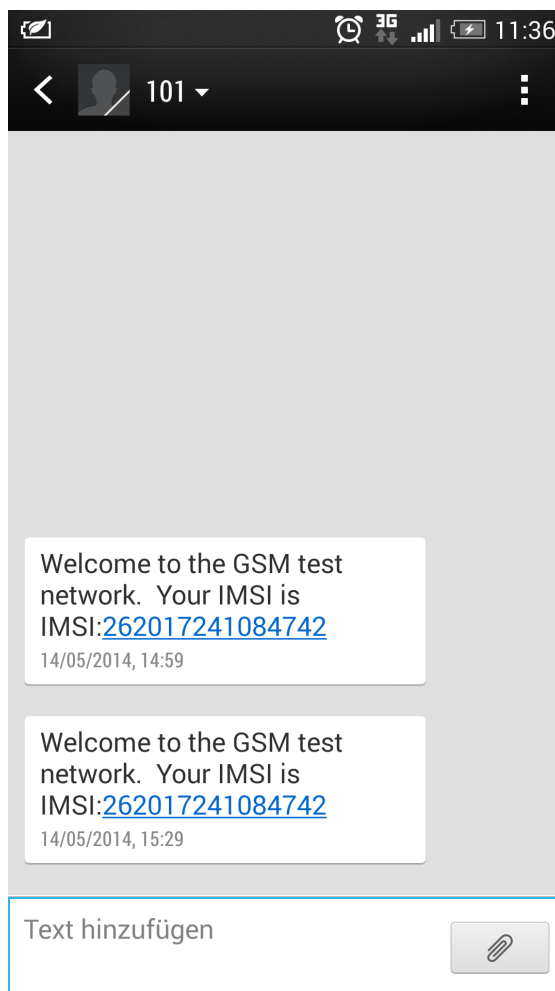 3G 11:36
101
Welcome to the GSM test
network.  Your IMSI is
IMSI:262017241084742
14/05/2014, 14:59
Welcome to the GSM test
network.  Your IMSI is
IMSI:262017241084742
14/05/2014, 15:29
Text hinzufügen